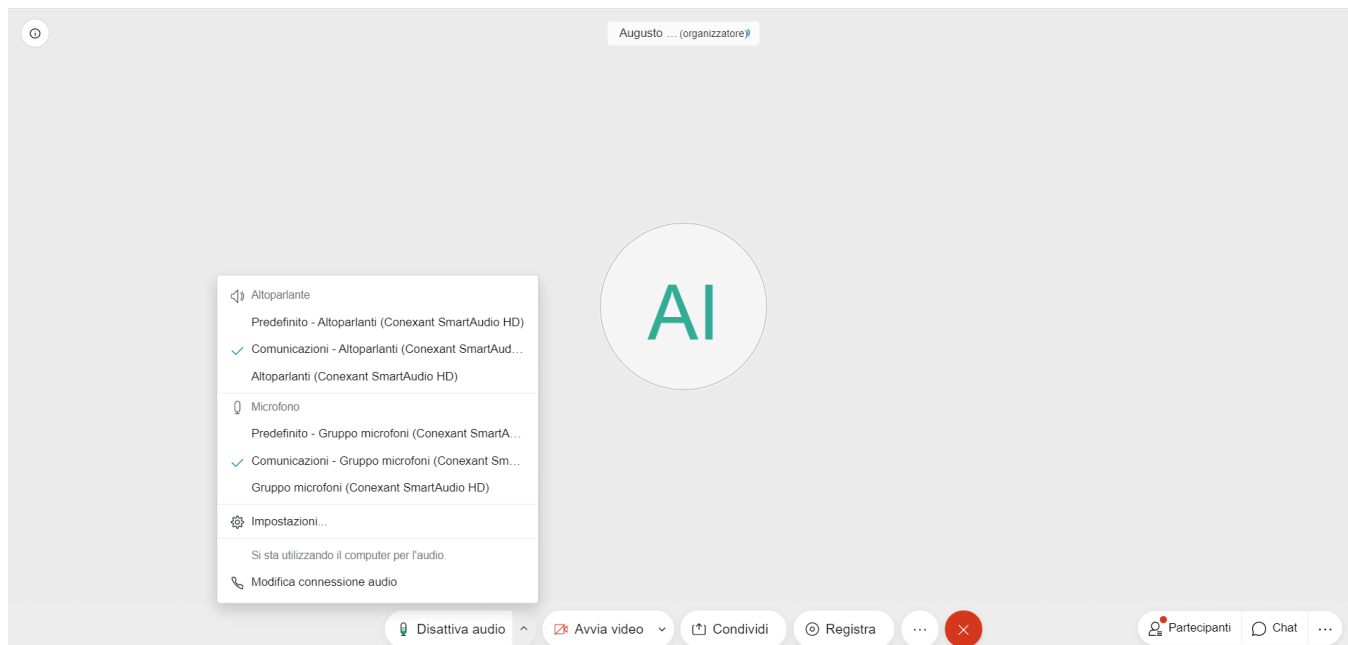 Augusto ... (organizzatore)
AI
Altoparlante
Predefinito - Altoparlanti (Conexant SmartAudio HD)
Comunicazioni - Altoparlanti (Conexant SmartAud...
Altoparlanti (Conexant SmartAudio HD)
Microfono
Predefinito - Gruppo microfoni (Conexant SmartA...
Comunicazioni - Gruppo microfoni (Conexant Sm...
Gruppo microfoni (Conexant SmartAudio HD)
Impostazioni...
Si sta utilizzando il computer per l'audio.
Modifica connessione audio
Disattiva audio Avvia video Condividi Registra Partecipanti Chat